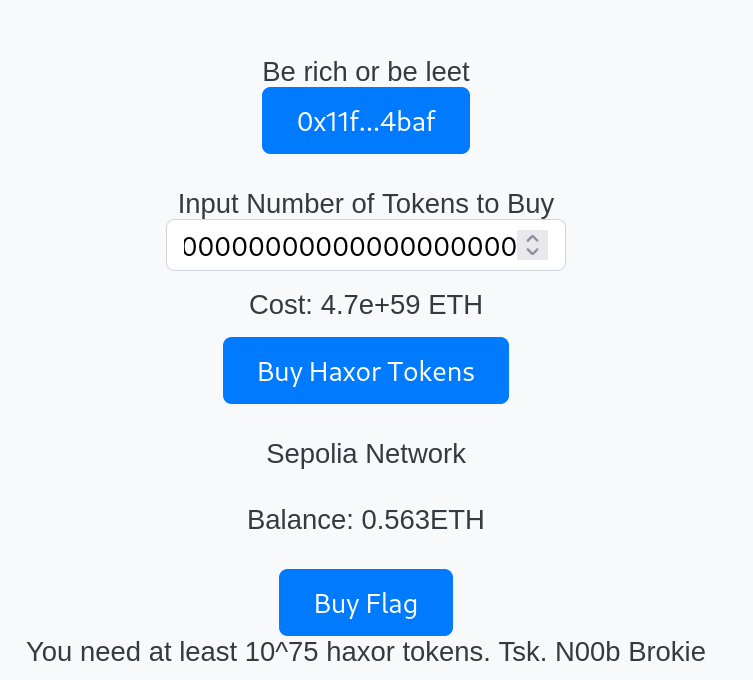 Be rich or be leet
0x11f...4baf
Input Number of Tokens to Buy
00000000000000000000
Cost: 4.7e+59 ETH
Buy Haxor Tokens
Sepolia Network
Balance: 0.563ETH
Buy Flag
You need at least 10^75 haxor tokens. Tsk. N00b Brokie